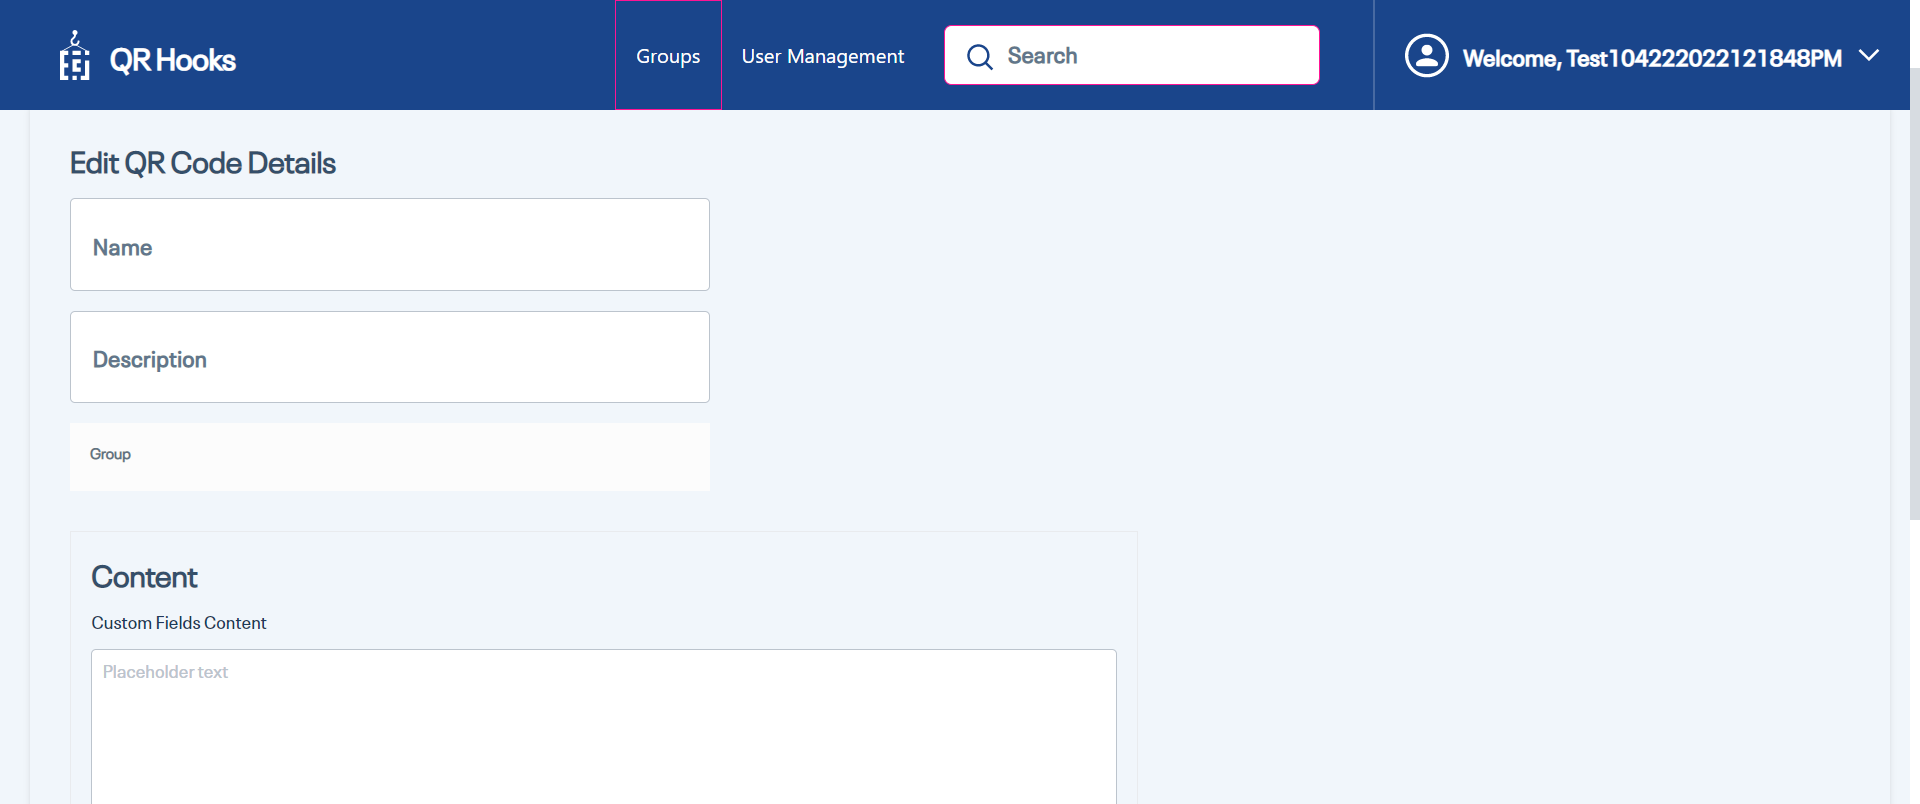 QR Hooks
Groups
User Management
Search
Welcome, Test104222022121848PM
Edit QR Code Details
Name
Description
Group
Content
Custom Fields Content
Placeholder text